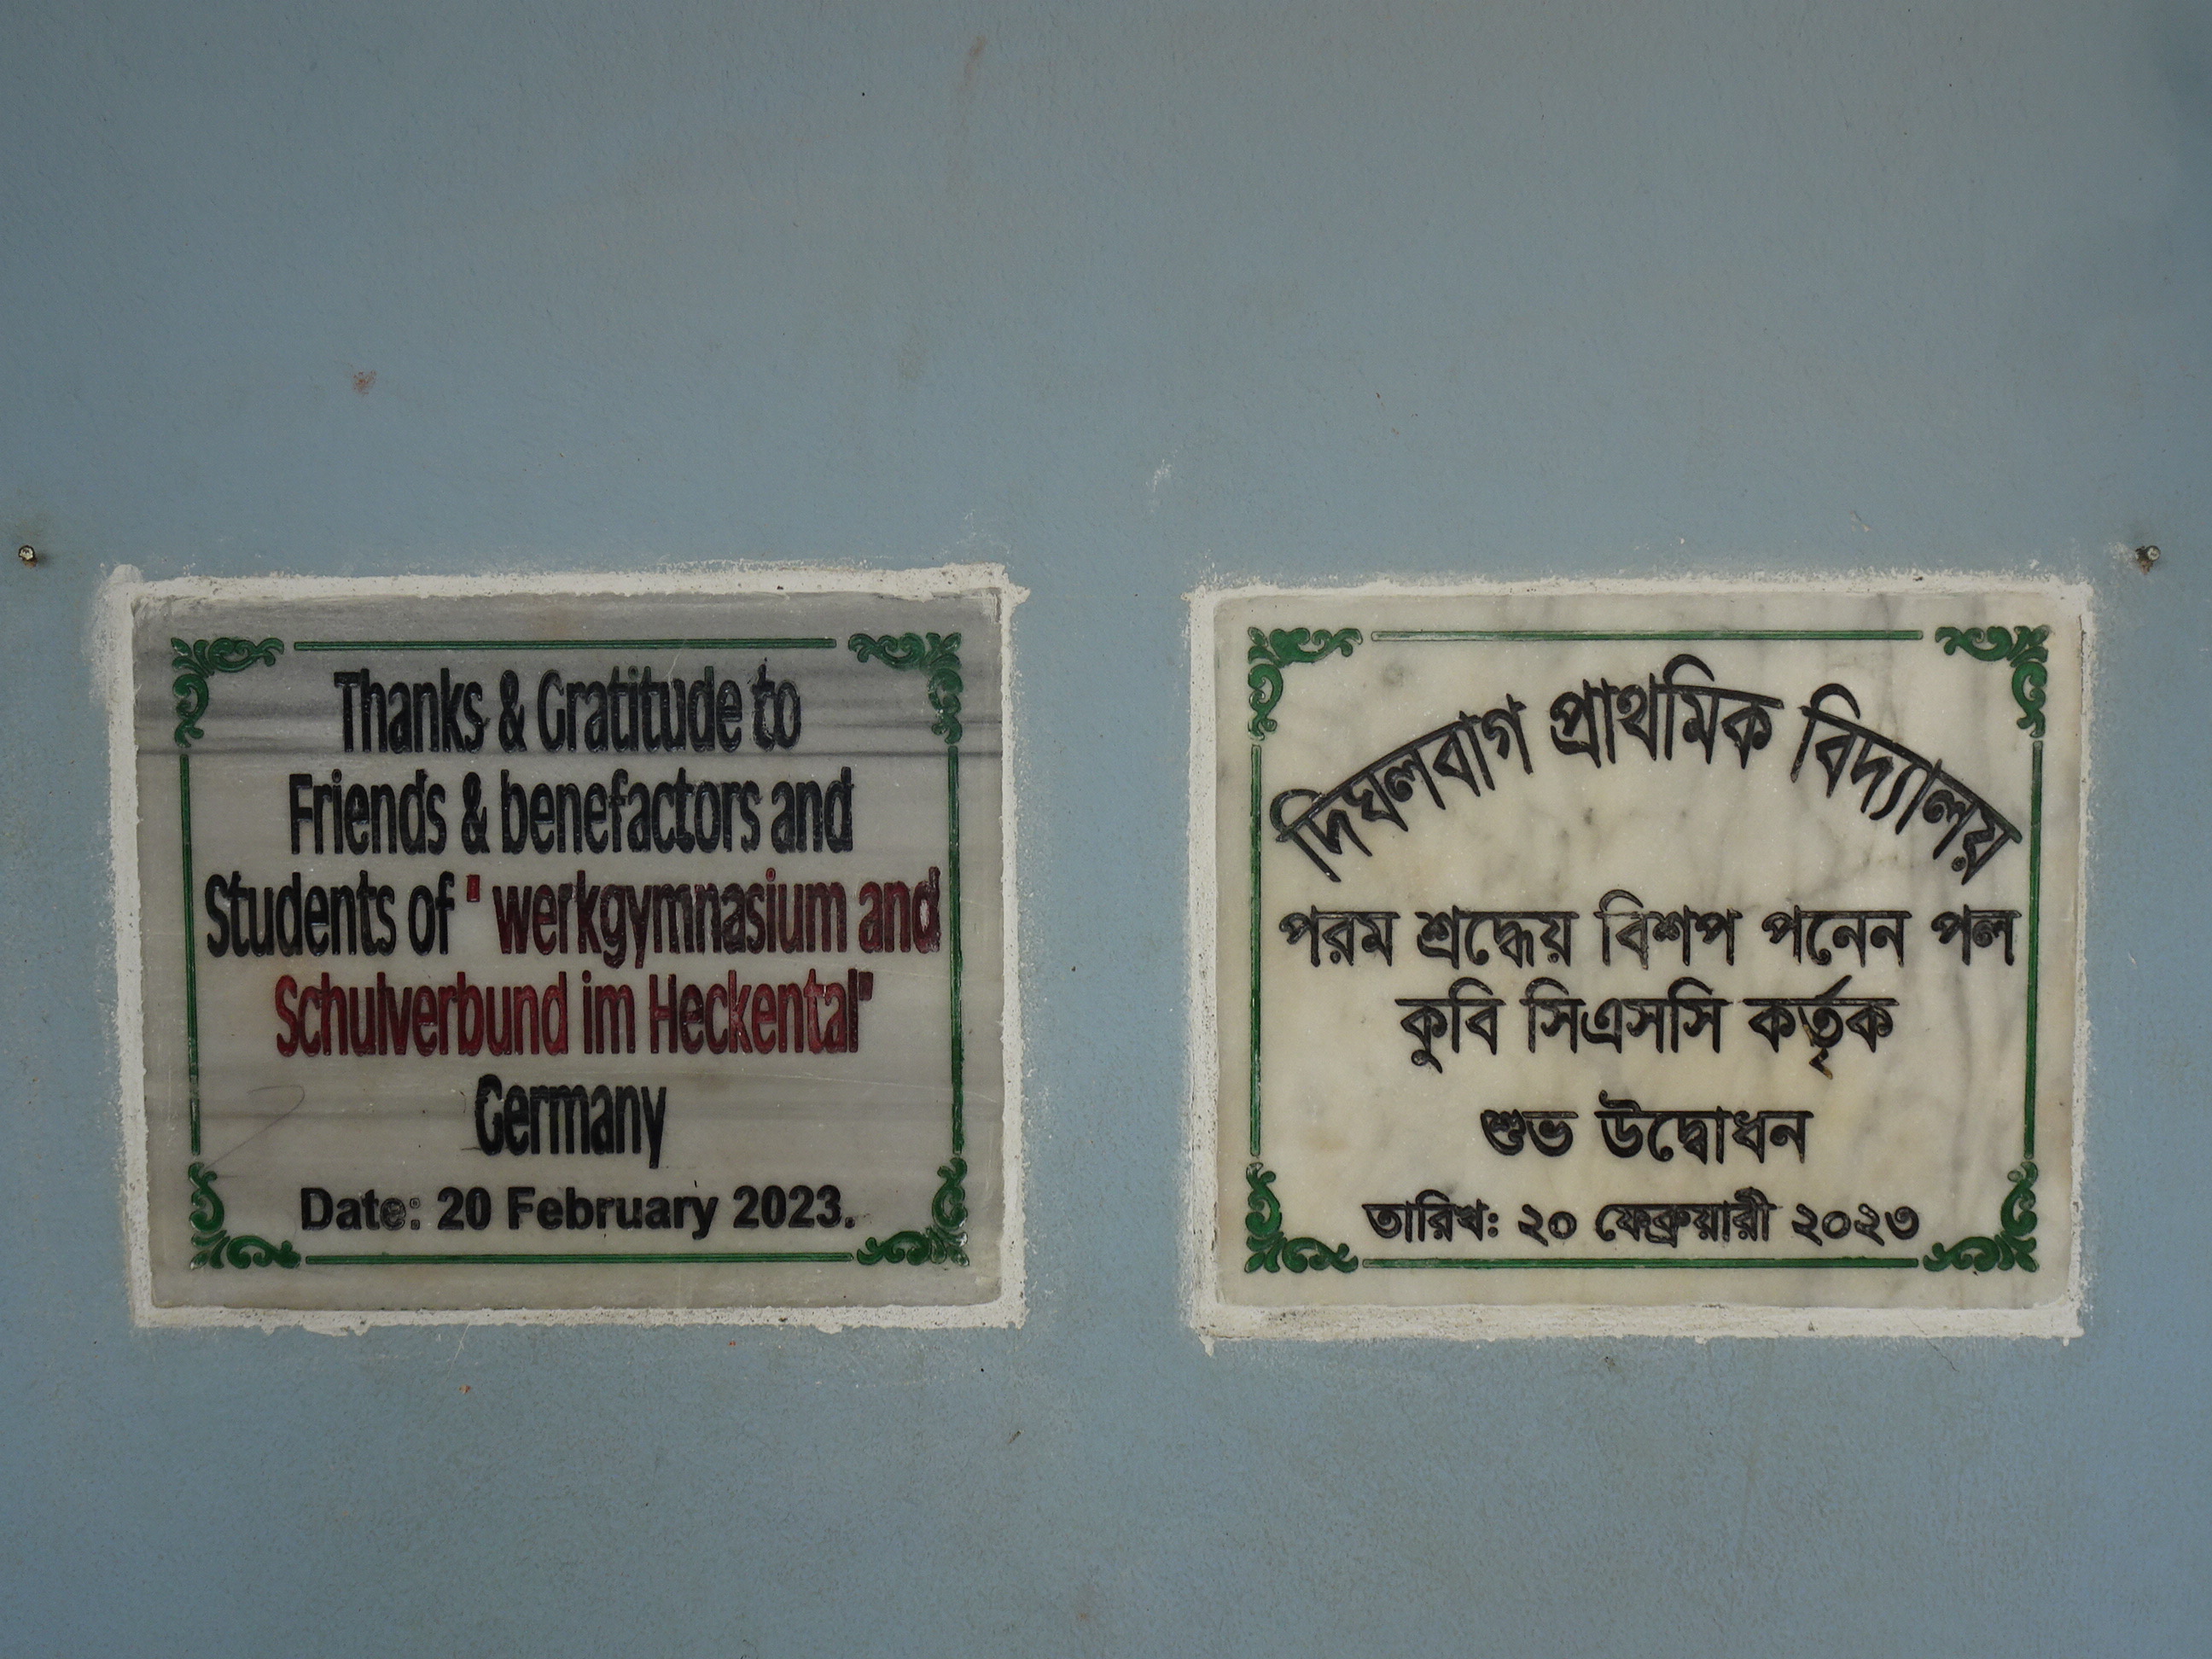 Thanks & Gratitude to
Friends & benefactors and
Students of " werkgymnasium and
Schulverbund im Heckental"
Germany
Date: 20 February 2023.
দিঘলবাগ প্রাথমিক বিদ্যালয়
পরম শ্রদ্ধেয় বিশপ পনেন পল
কুবি সিএসসি কর্তৃক
শুভ উদ্বোধন
তারিখ: ২০ ফেব্রুয়ারী ২০২৩